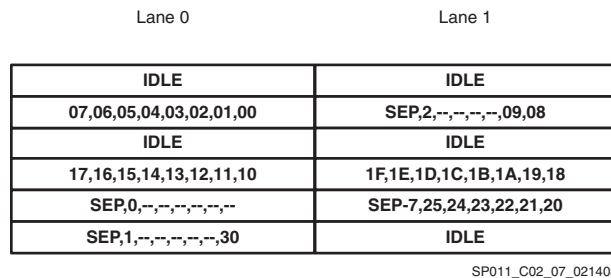 Lane 0 Lane 1
IDLE IDLE
07,06,05,04,03,02,01,00 SEP,2,--,--,--,--,09,08
IDLE IDLE
17,16,15,14,13,12,11,10 1F,1E,1D,1C,1B,1A,19,18
SEP,0,--,--,--,--,--,-- SEP-7,25,24,23,22,21,20
SEP,1,--,--,--,--,--,30 IDLE
SP011_C02_07_02140